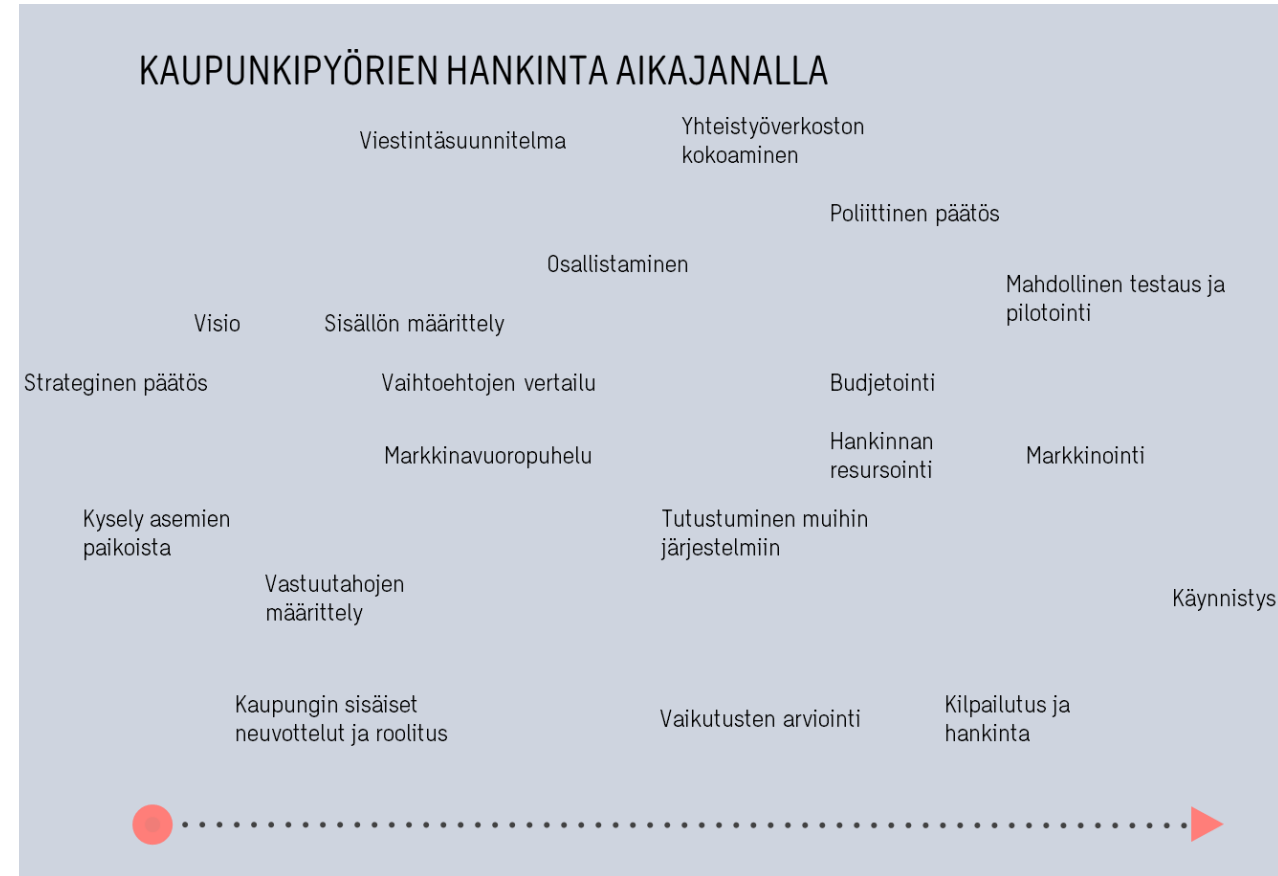 KAUPUNKIPYÖRIEN HANKINTA AIKAJANALLA
Viestintäsuunnitelma
Yhteistyöverkoston
kokoaminen
Poliittinen päätös
Osallistaminen
Mahdollinen testaus ja
pilotointi
Visio
Sisällön määrittely
Strateginen päätös
Vaihtoehtojen vertailu
Budjetointi
Markkinavuoropuhelu
Hankinnan
resursointi
Markkinointi
Kysely asemien
paikoista
Tutustuminen muihin
järjestelmiin
Vastuutahojen
määrittely
Käynnistys
Kaupungin sisäiset
neuvottelut ja roolitus
Vaikutusten arviointi
Kilpailutus ja
hankinta